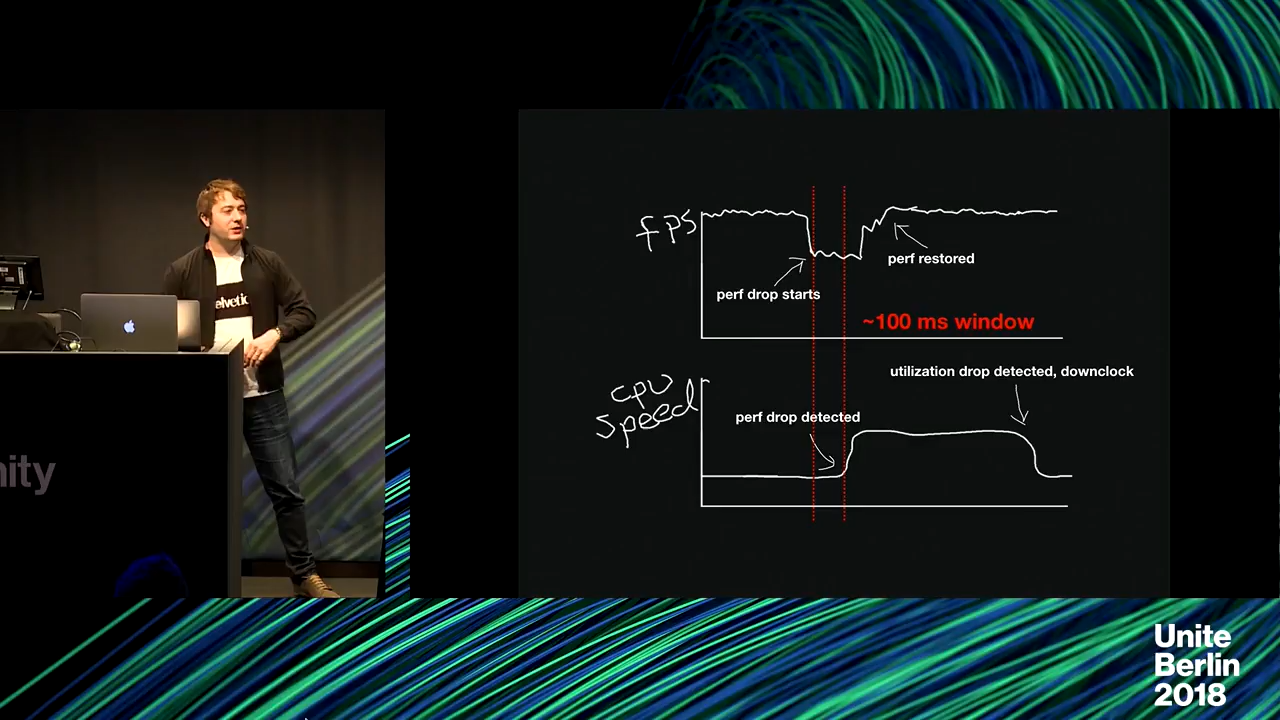 fps
perf restored
perf drop starts
~100 ms window
utilization drop detected, downclock
cpu
speed
perf drop detected
elvetic
nity
Unite
Berlin
2018